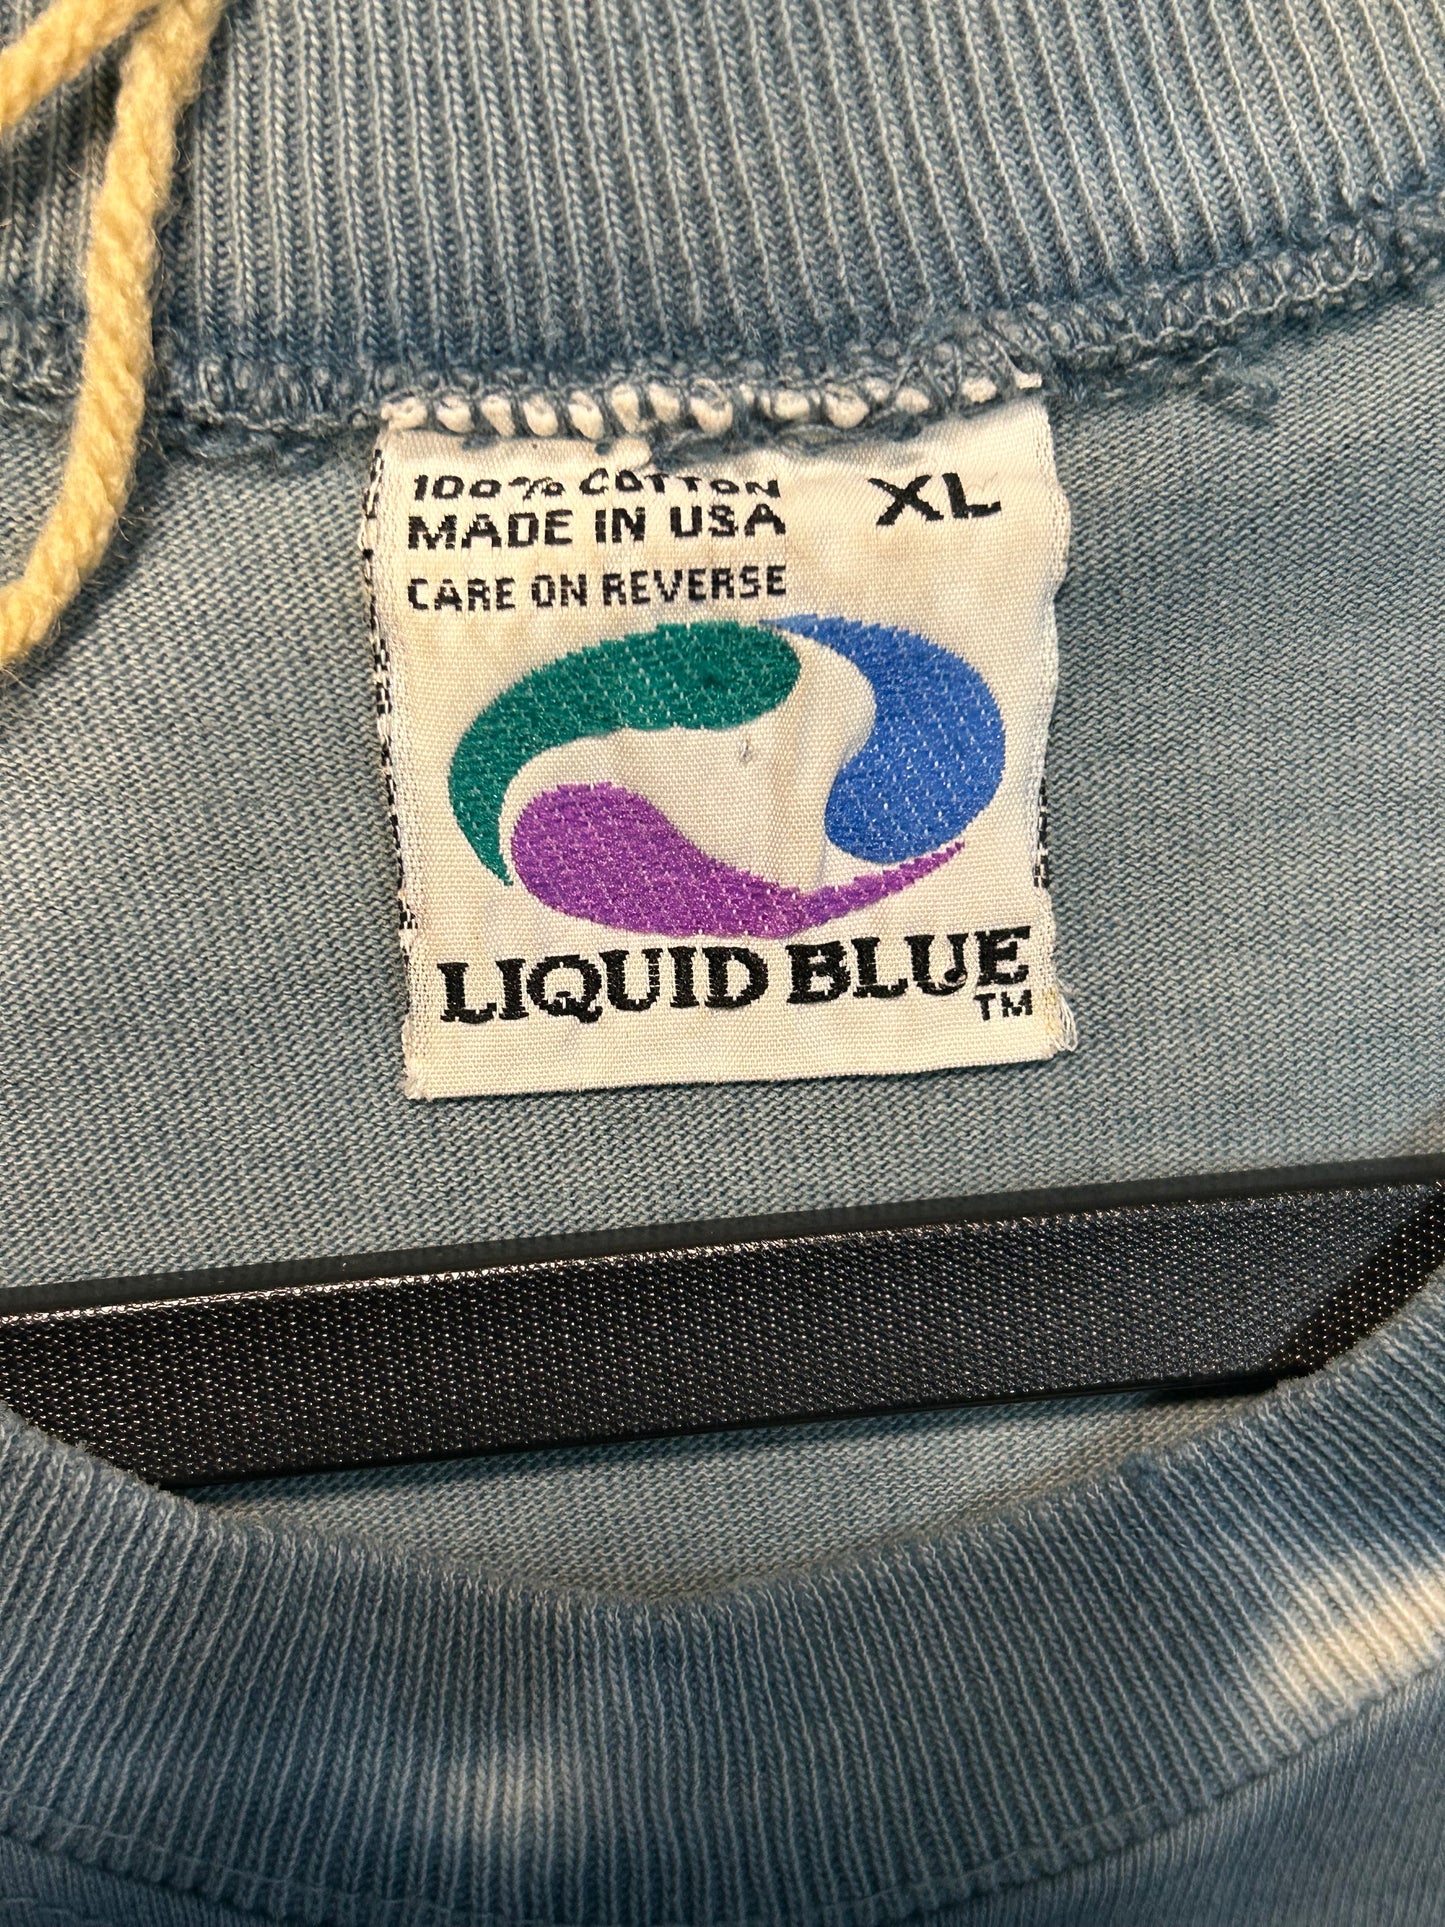 100% COTTON XL
MADE IN USA
CARE ON REVERSE
LIQUID BLUE
TM